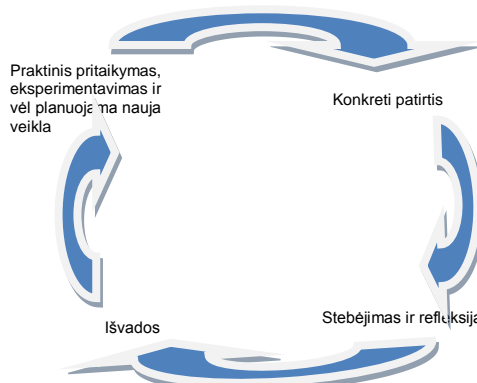 Praktinis pritaikymas,
eksperimentavimas ir
vėl planuojama nauja
veikla
Konkreti patirtis
Stebėjimas ir refleksija
Išvados